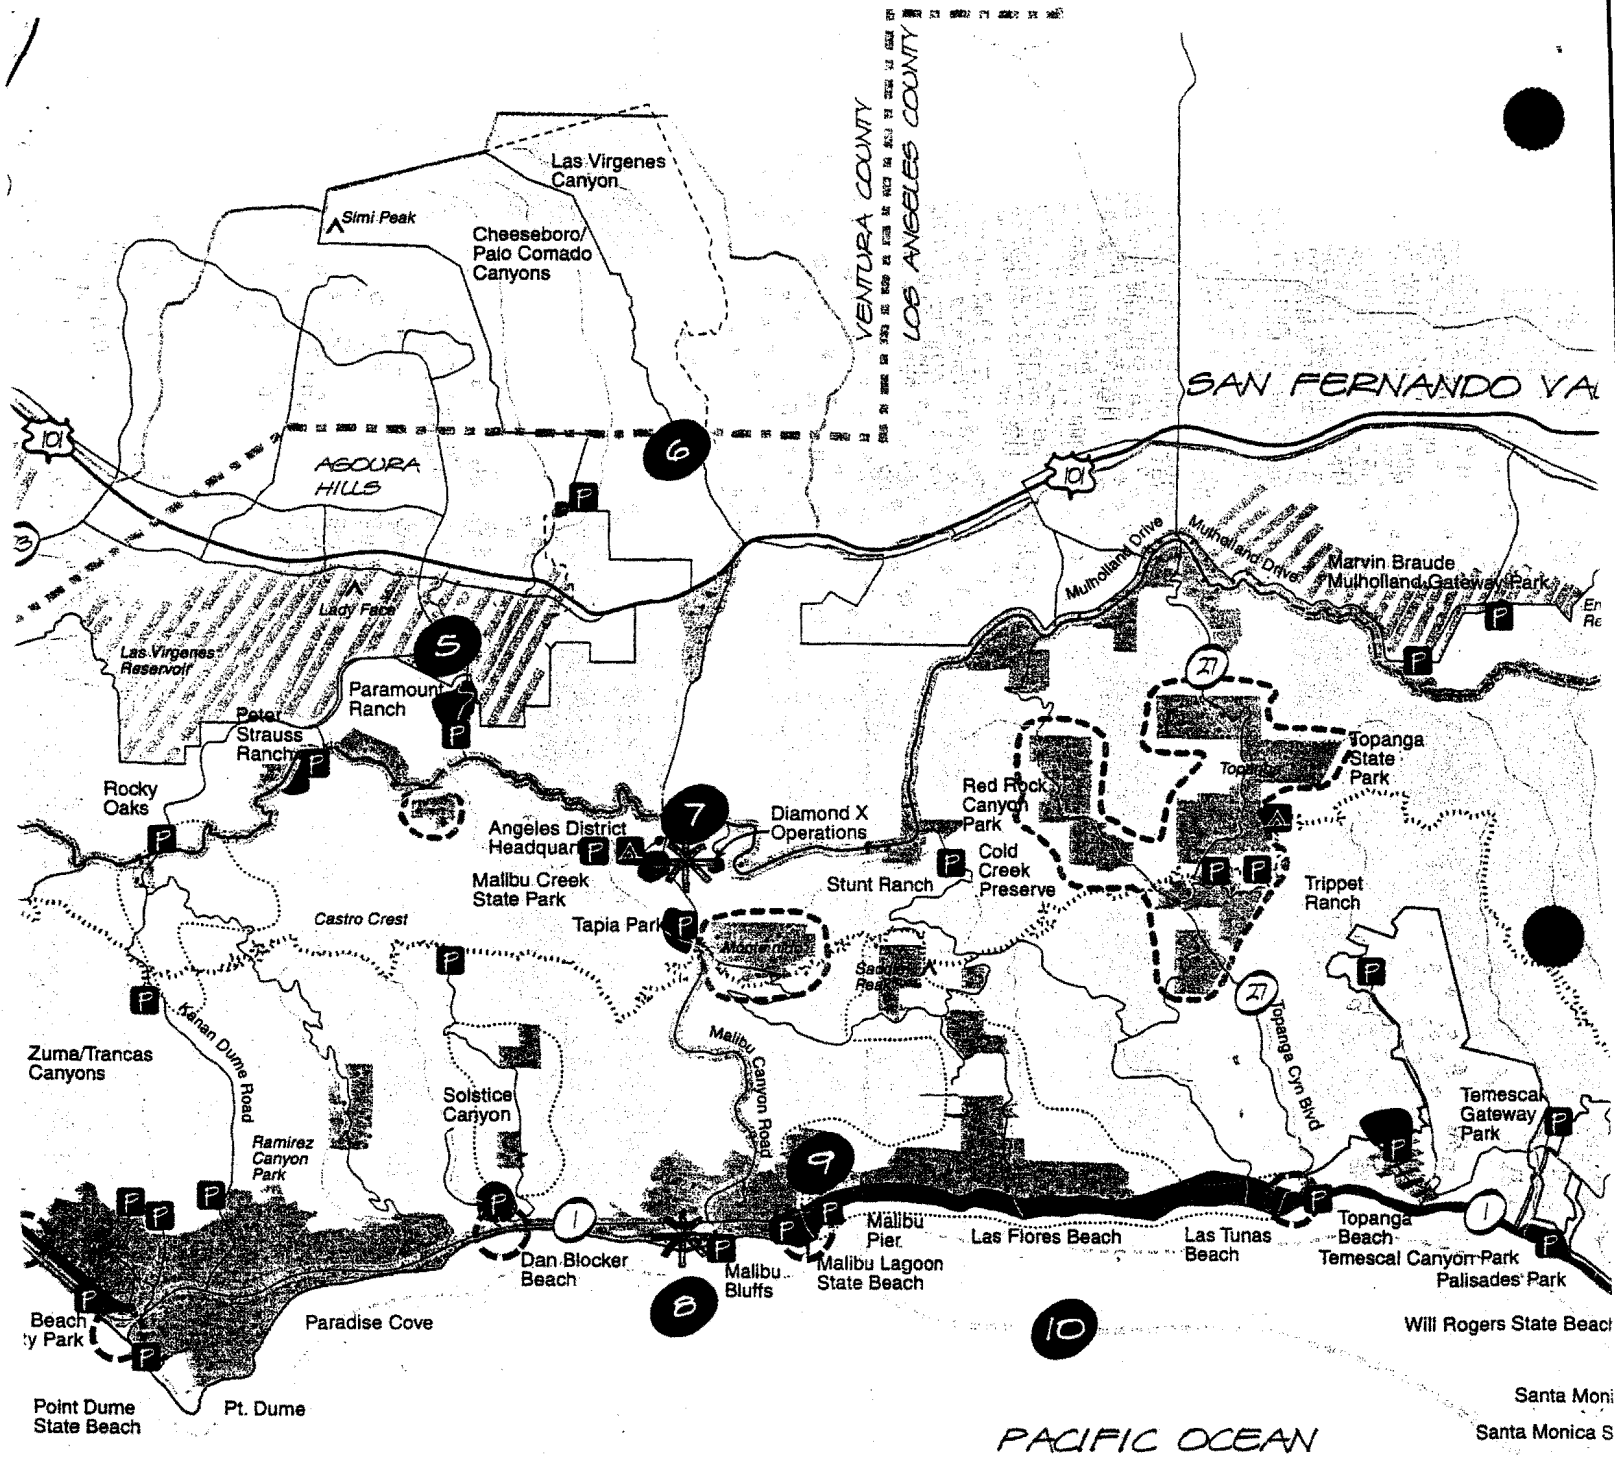 VENTURA COUNTY
LOS ANGELES COUNTY
Las Virgenes
Canyon
Simi Peak
Cheeseboro/
Palo Comado
Canyons
SAN FERNANDO
101
6
AGOURA
HILLS
101
P
Mulholland Drive
Mulholland Drive
Marvin Braude
Mulholland Gateway Park
P
P
Lady Face
5
27
Las Virgenes
Reservoir
Paramount
Ranch
P
Peter
Strauss
Ranch
P
Topanga
State
Park
Rocky
Oaks
P
Red Rock
Canyon
Park
7
Diamond X
Operations
Angeles District
P
Malibu Creek
State Park
Cold
Creek
Preserve
P
Stunt Ranch
P
P
Trippet
Ranch
Castro Crest
Tapia Park
P
P
P
P
27
Kanan Dume Road
Malibu Canyon Road
Topanga Cyn Blvd
Zuma/Trancas
Canyons
Solstice
Canyon
Temescal
Gateway
Park
P
Ramirez
Canyon
Park
P
9
P
P
P
P
1
P
P
P
1
P
P
Malibu
Pier
Las Flores Beach
Las Tunas
Beach
Topanga
Beach
Temescal Canyon Park
Palisades Park
Dan Blocker
Beach
Malibu
Bluffs
Malibu Lagoon
State Beach
8
10
P
Beach
Park
P
Paradise Cove
Will Rogers State
Point Dume
State Beach
Pt. Dume
Santa
Santa Monica
PACIFIC OCEAN